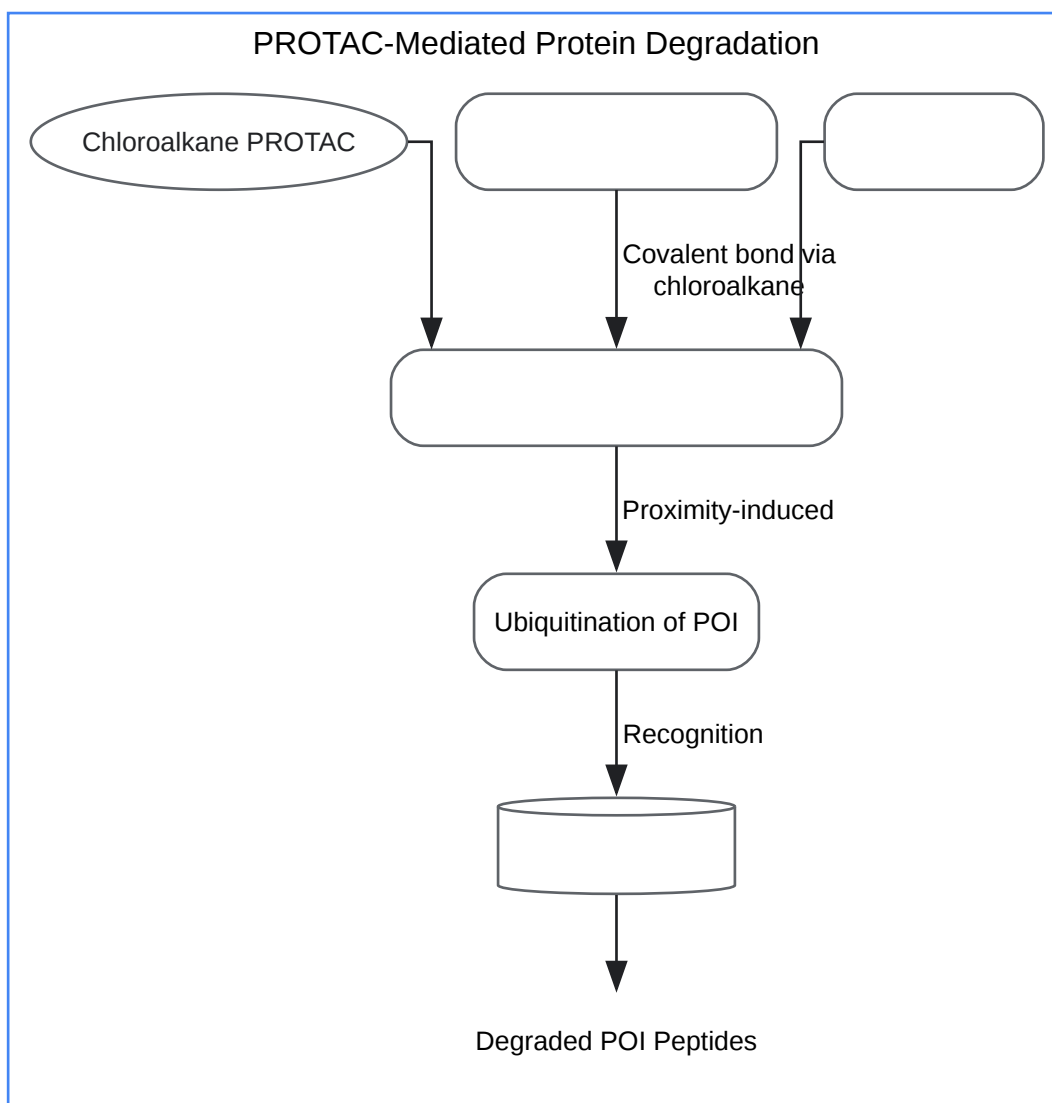 PROTAC-Mediated Protein Degradation
Chloroalkane PROTAC
Covalent bond via
chloroalkane
Proximity-induced
Ubiquitination of POI
Recognition
Degraded POI Peptides